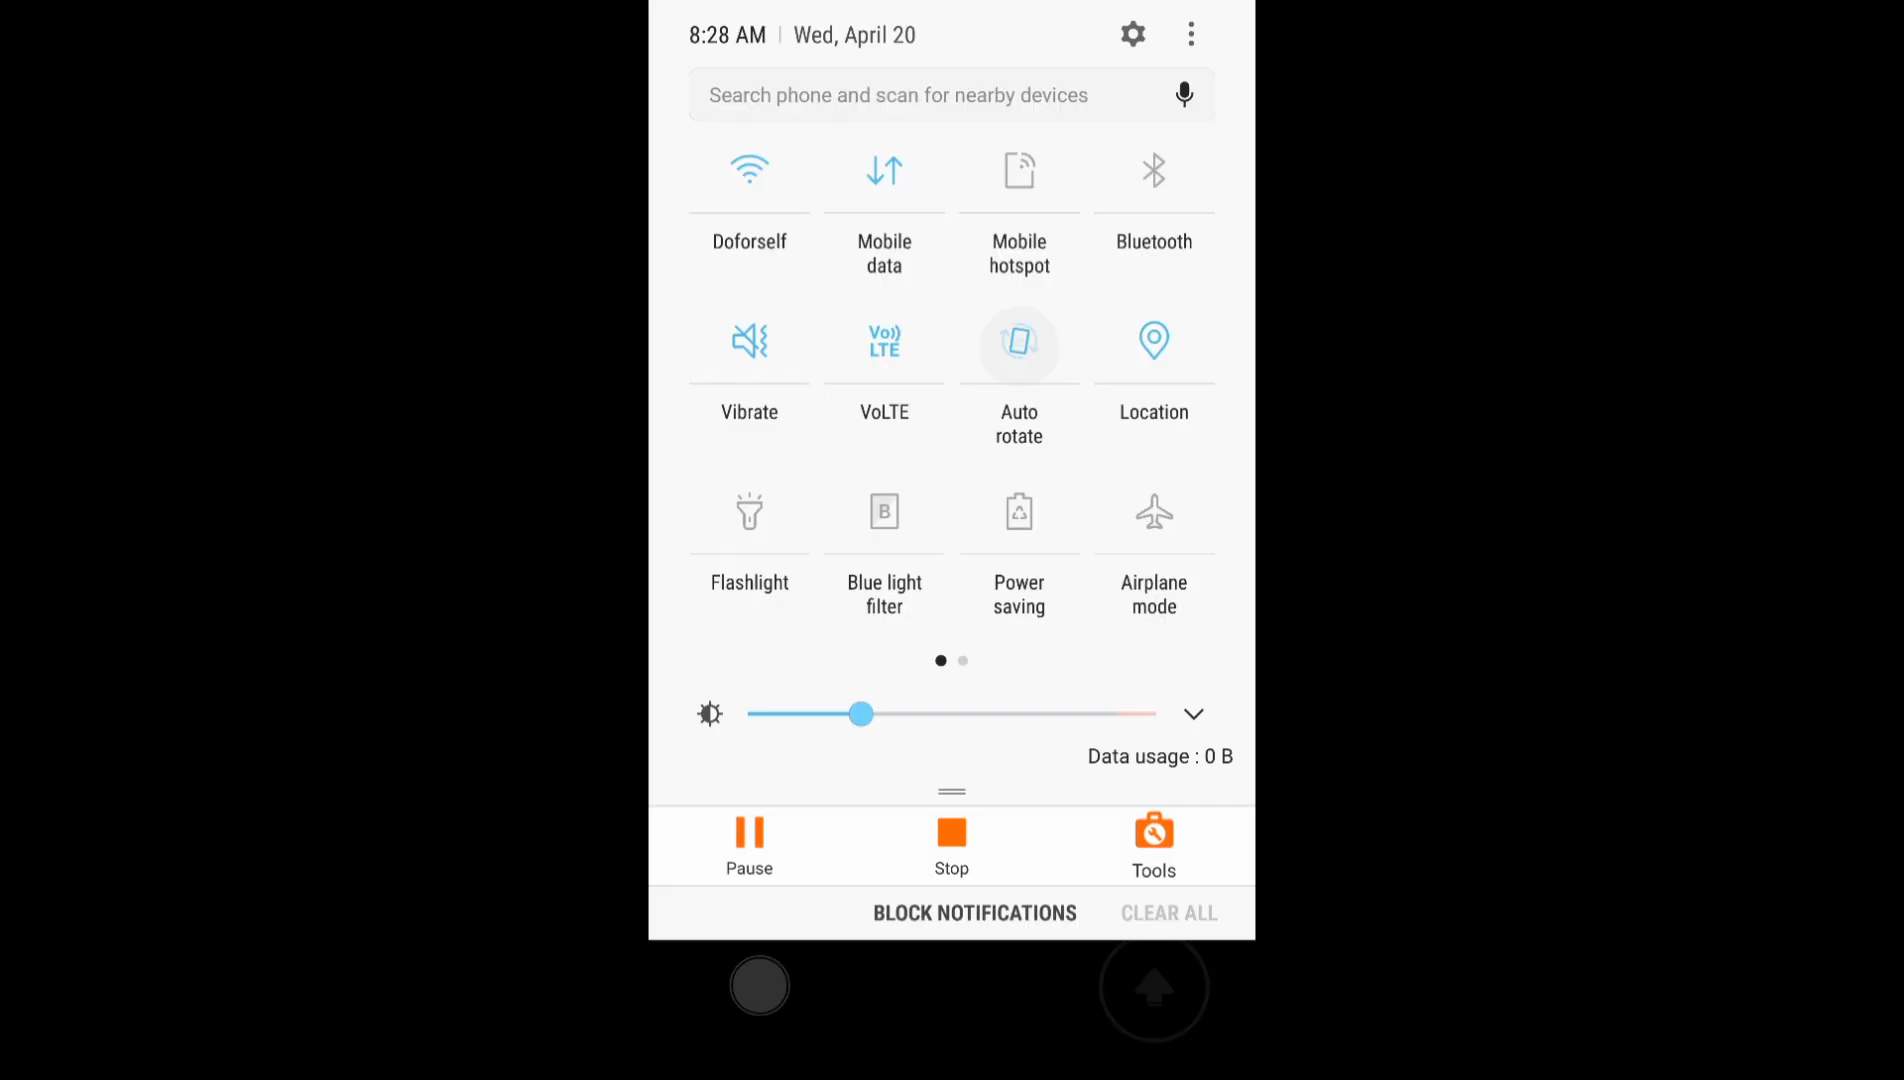 8:28 AM | Wed, April 20
Search phone and scan for nearby devices
Doforself
Mobile
data
Mobile
hotspot
Bluetooth
Vo))
LTE
Vibrate
VoLTE
Auto
rotate
Location
B
Flashlight
Blue light
filter
Power
saving
Airplane
mode
Data usage : 0 B
Pause
Stop
Tools
BLOCK NOTIFICATIONS
CLEAR ALL